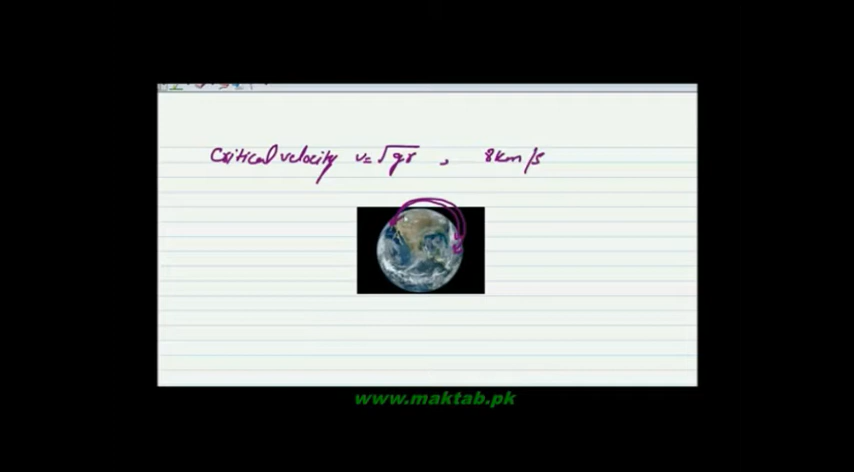 Critical velocity v = √gr , 8km/s
www.maktab.pk